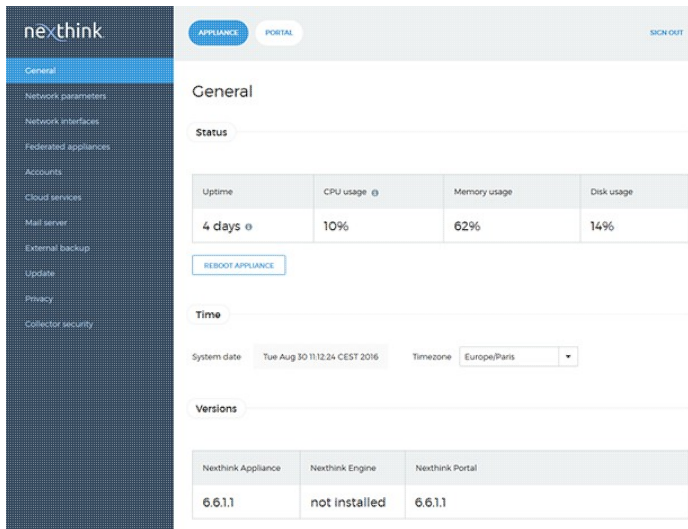 nexthink
APPLIANCE PORTAL SIGN OUT
General
Network parameters
Network interfaces
Federated appliances
Accounts
Cloud services
Mail server
External backup
Update
Privacy
Collector security
General
Status
Uptime CPU usage Memory usage Disk usage
4 days 10% 62% 14%
REBOOT APPLIANCE
Time
System date Tue Aug 30 11:12:24 CEST 2016 Timezone Europe/Paris
Versions
Nexthink Appliance Nexthink Engine Nexthink Portal
6.6.1.1 not installed 6.6.1.1